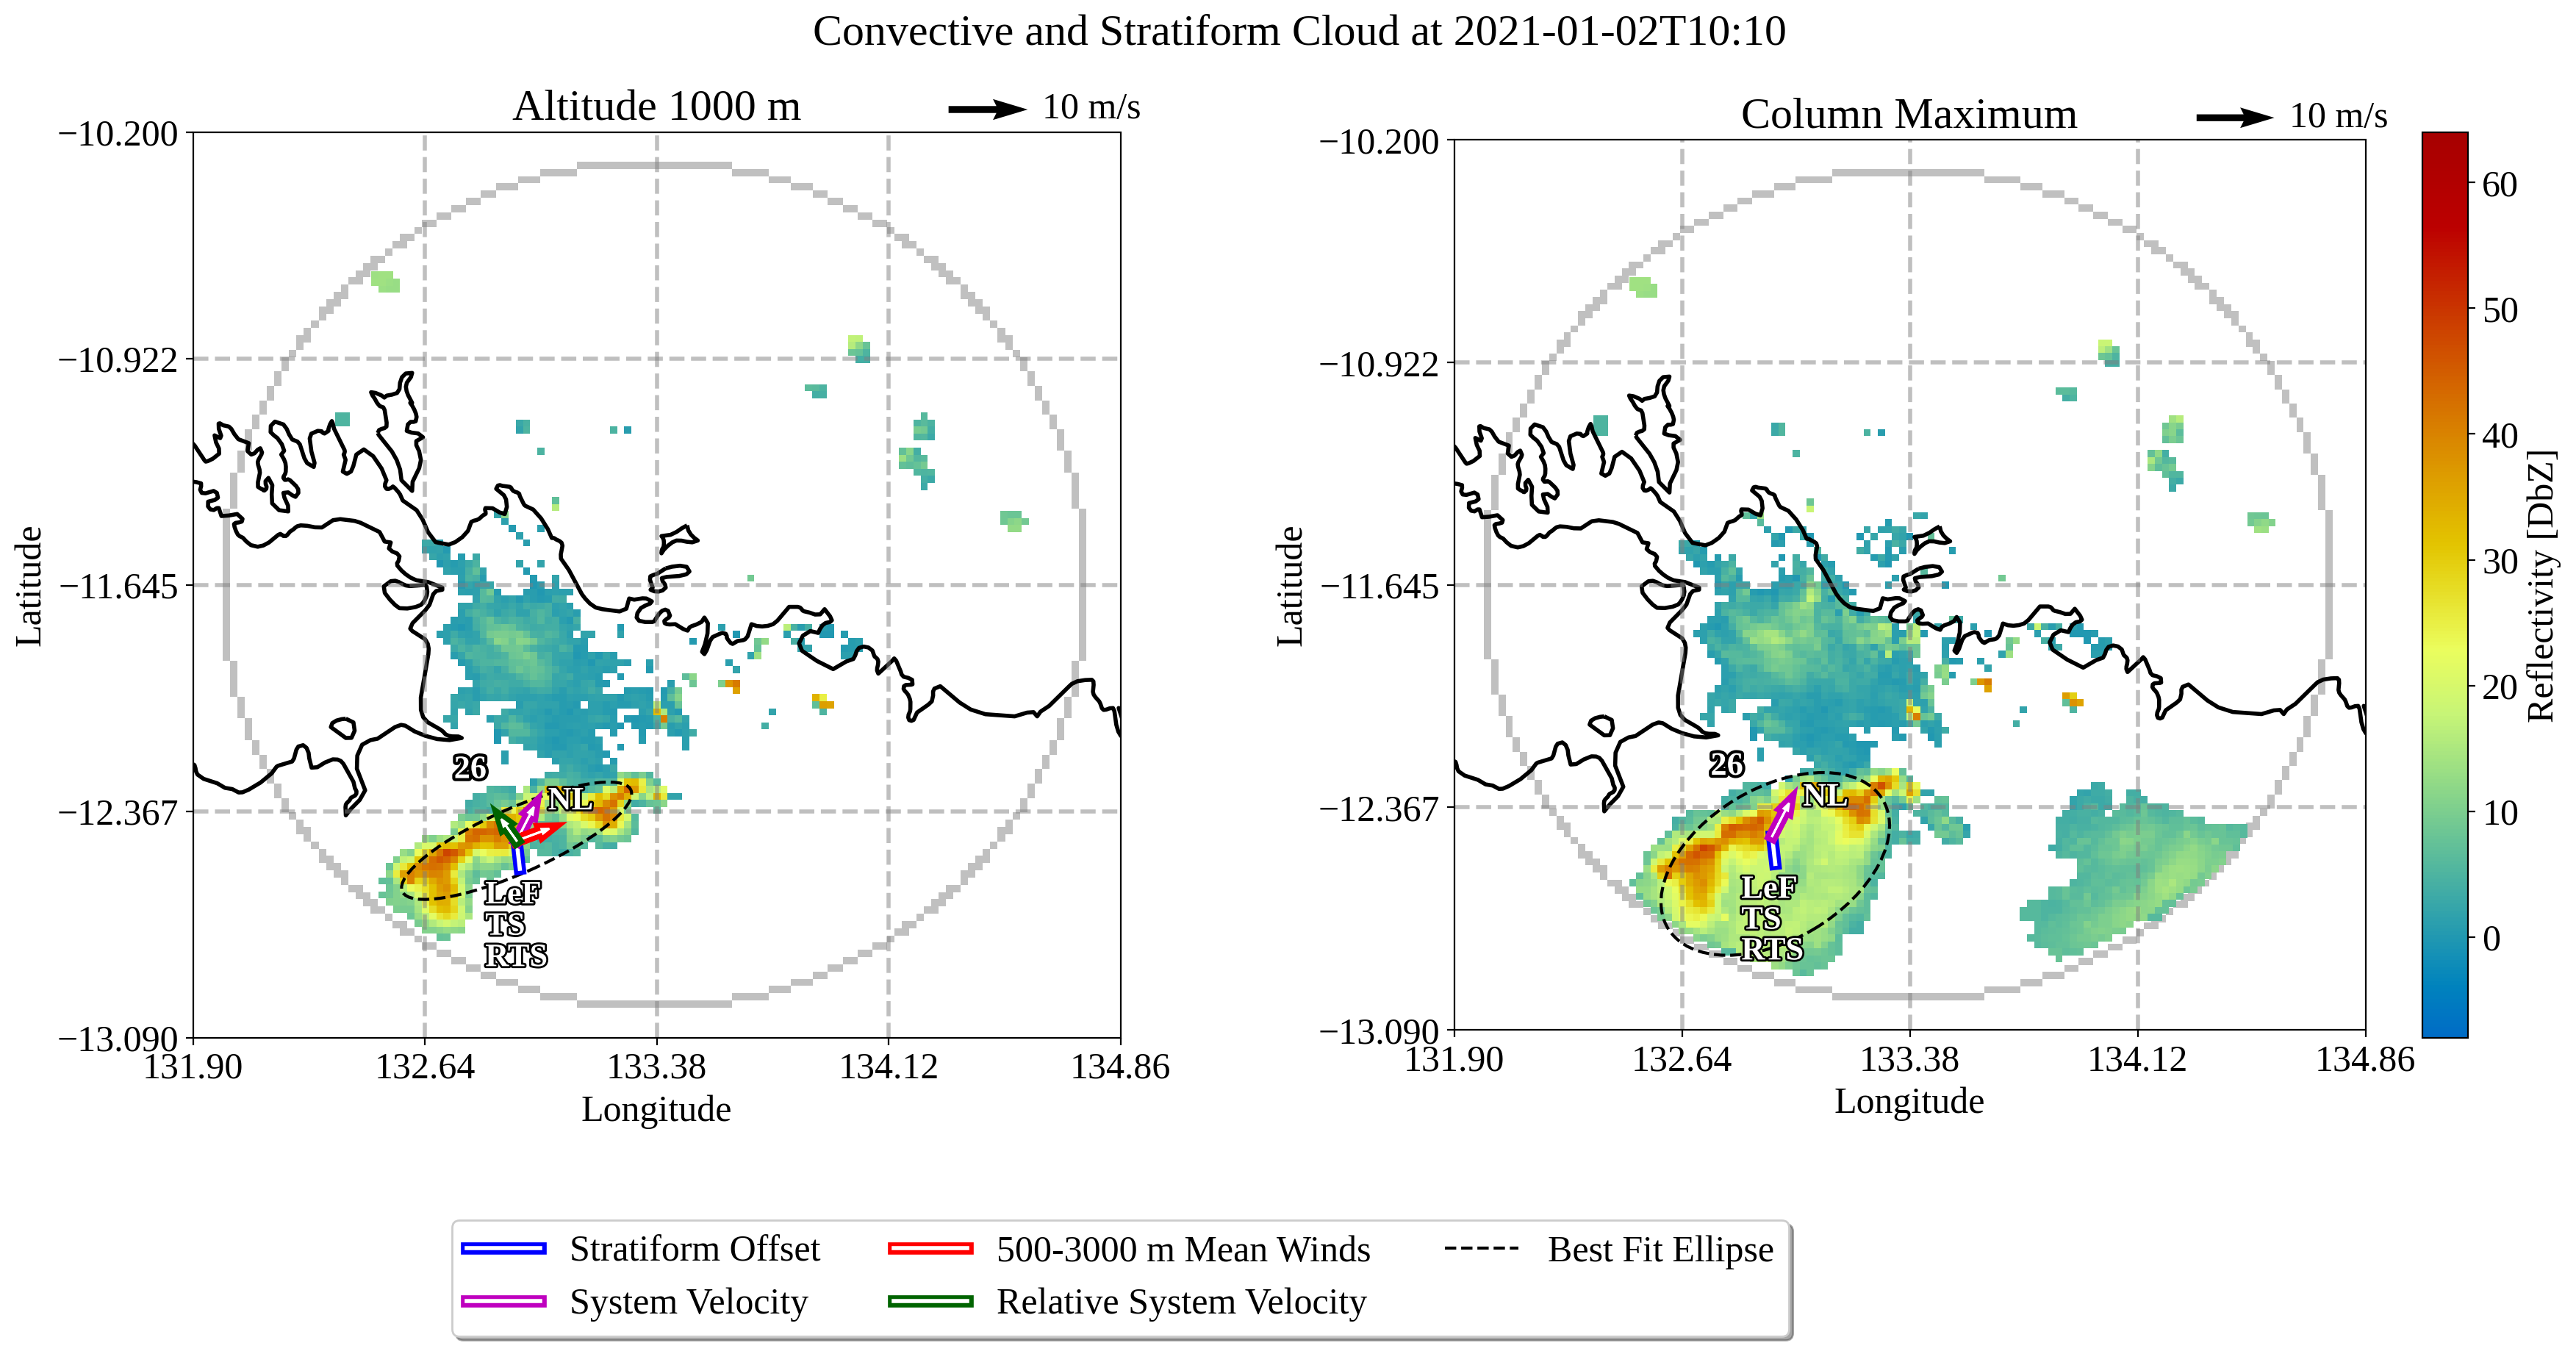 Convective and Stratiform Cloud at 2021-01-02T10:10
Altitude 1000 m
10 m/s
−10.200
−10.922
−11.645
−12.367
−13.090
Latitude
131.90
132.64
133.38
134.12
134.86
Longitude
26
NL
LeF
TS
RTS
Column Maximum
10 m/s
−10.200
−10.922
−11.645
−12.367
−13.090
Latitude
131.90
132.64
133.38
134.12
134.86
Longitude
26
NL
LeF
TS
RTS
60
50
40
30
20
10
0
Reflectivity [DbZ]
Stratiform Offset
System Velocity
500-3000 m Mean Winds
Relative System Velocity
Best Fit Ellipse